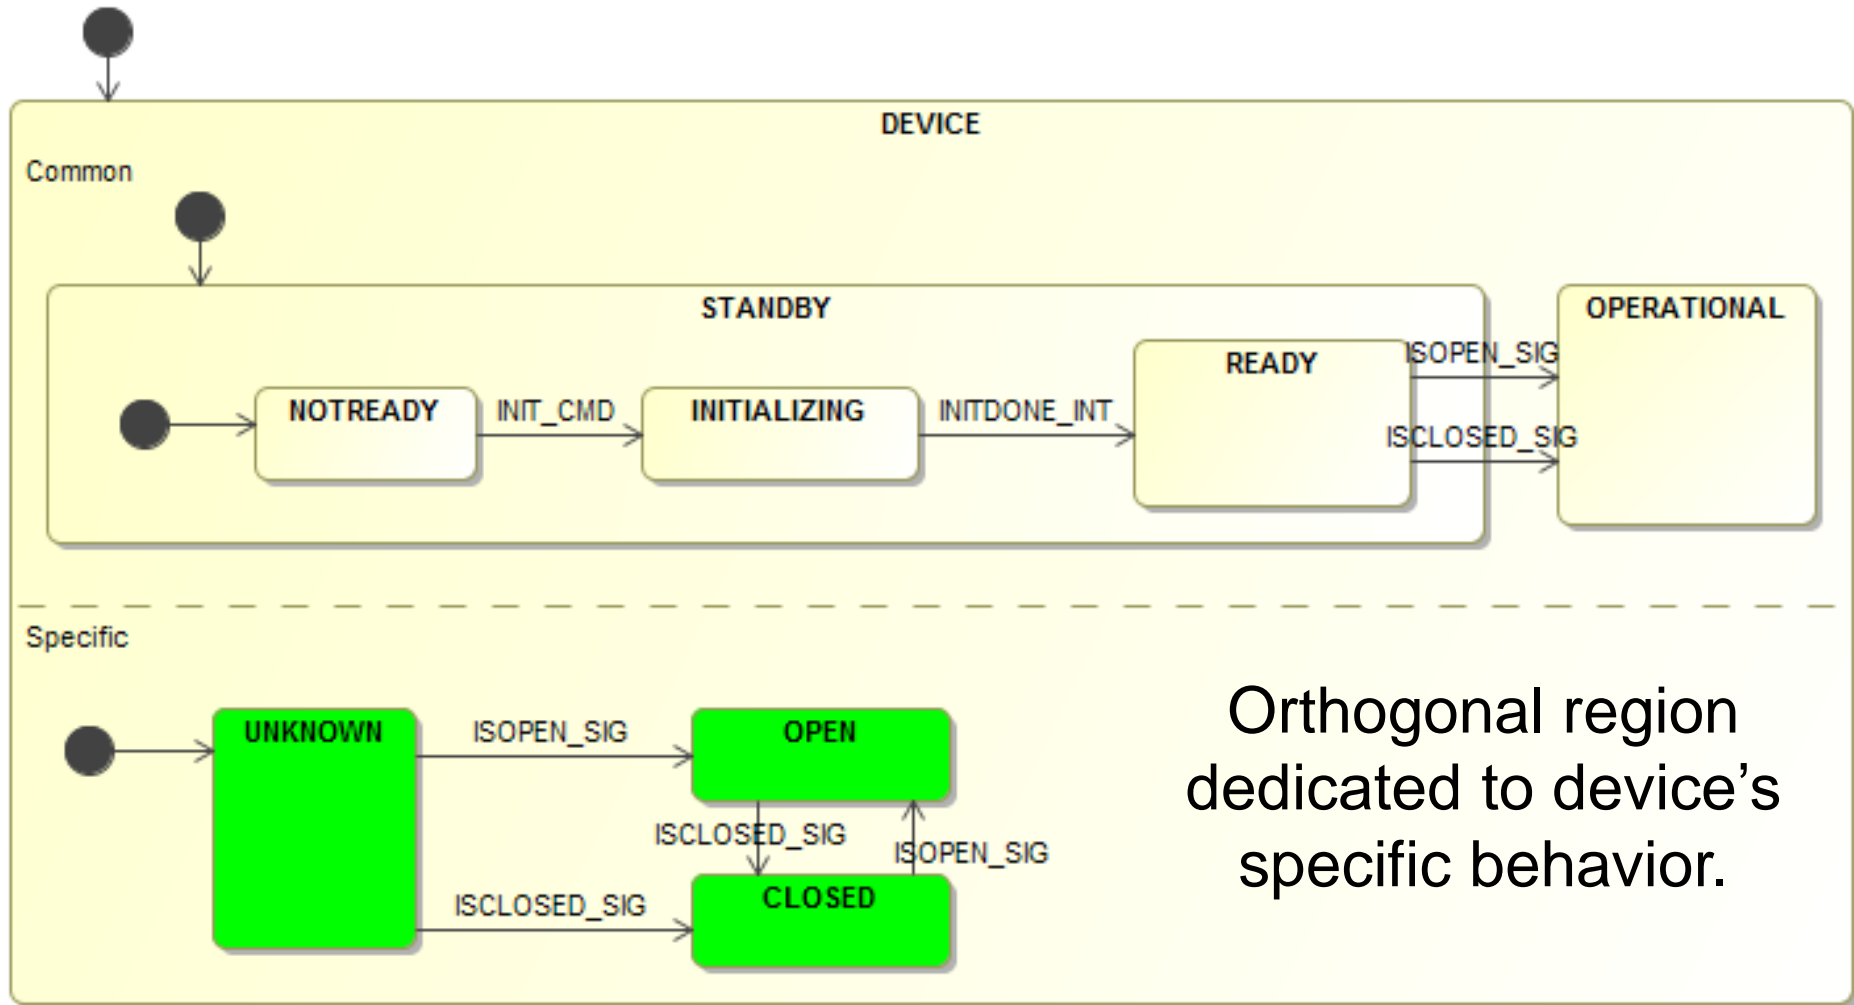 DEVICE
Common
STANDBY
OPERATIONAL
READY
ISOPEN_SIG
NOTREADY
INIT_CMD
INITIALIZING
INITDONE_INT
ISCLOSED_SIG
Specific
UNKNOWN
ISOPEN_SIG
OPEN
ISCLOSED_SIG
ISOPEN_SIG
ISCLOSED_SIG
CLOSED
Orthogonal region
dedicated to device’s
specific behavior.